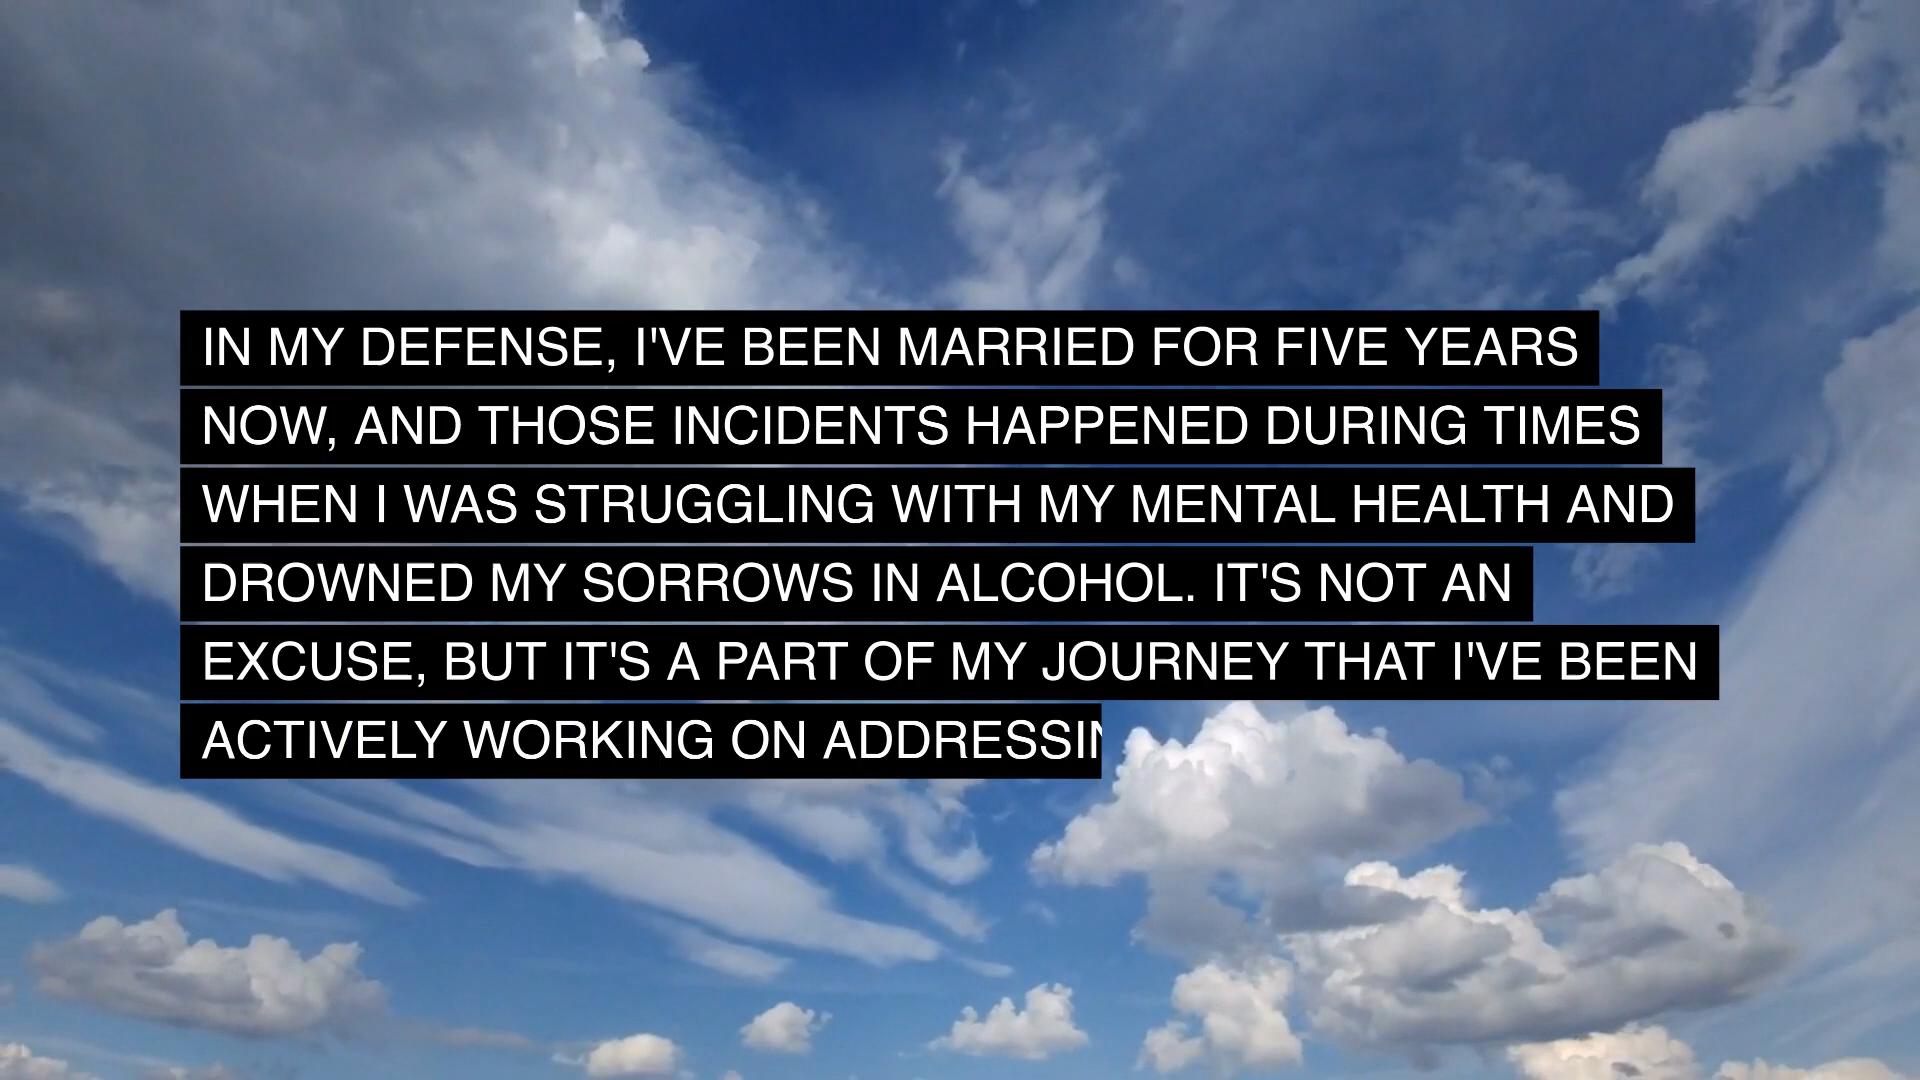 IN MY DEFENSE, I'VE BEEN MARRIED FOR FIVE YEARS
NOW, AND THOSE INCIDENTS HAPPENED DURING TIMES
WHEN I WAS STRUGGLING WITH MY MENTAL HEALTH AND
DROWNED MY SORROWS IN ALCOHOL. IT'S NOT AN
EXCUSE, BUT IT'S A PART OF MY JOURNEY THAT I'VE BEEN
ACTIVELY WORKING ON ADDRESSIN